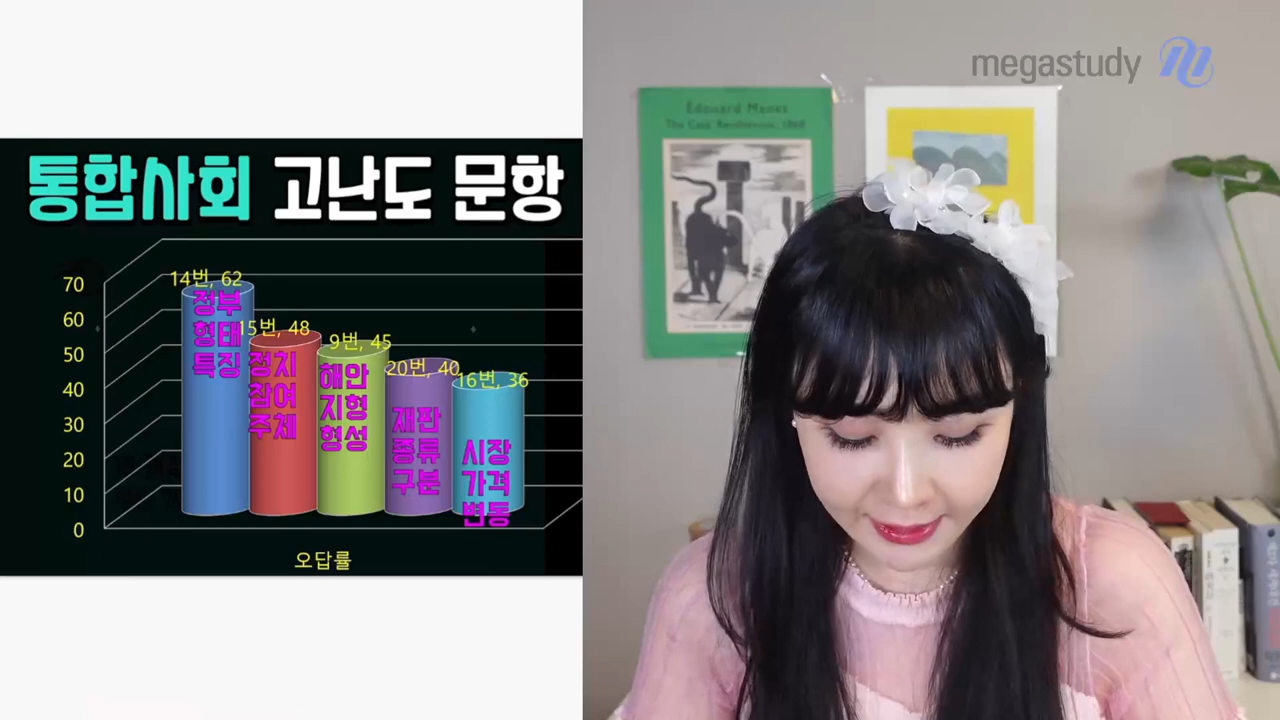 megastudy
통합사회 고난도 문항
70
60
50
40
30
20
10
0
14번, 62
정부
형태
특징
15번, 48
정치
참여
주체
9번, 45
해안
지형
형성
20번, 40
재판
종류
구분
16번, 36
시장
가격
변동
오답률
Edouard Manet